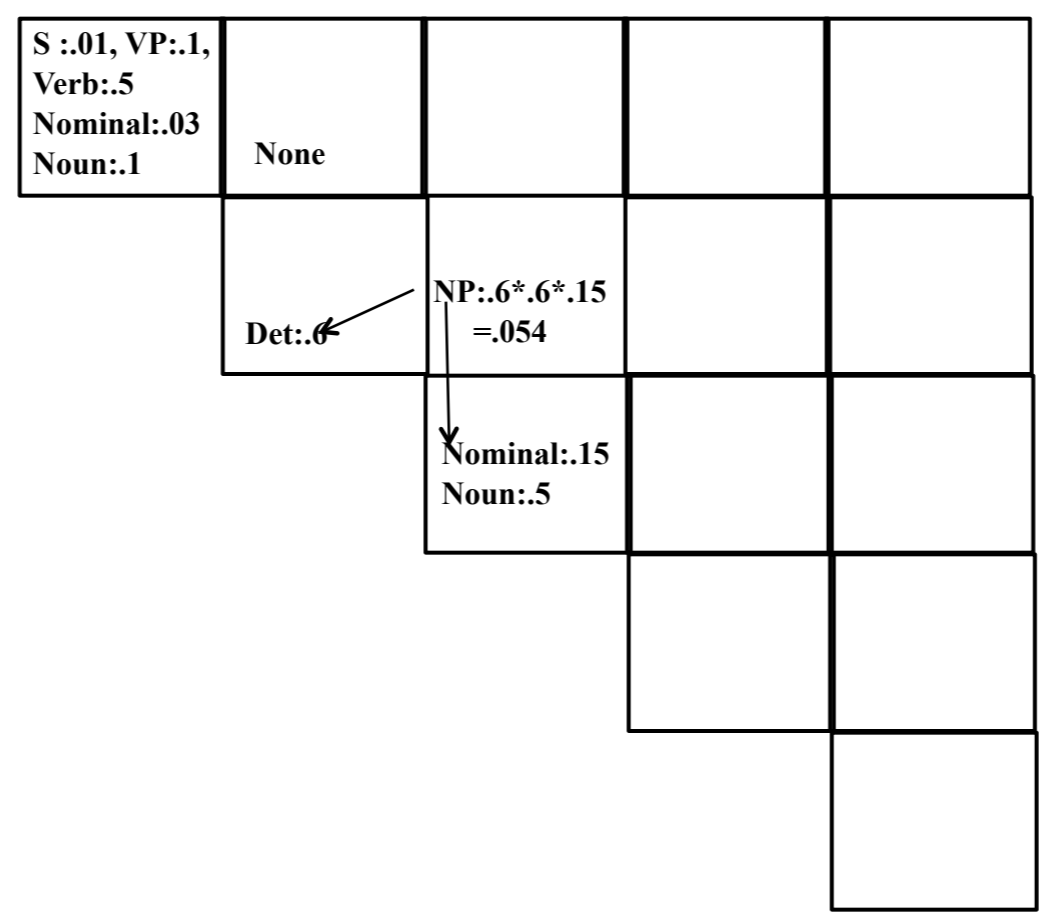 S :.01, VP:.1,
Verb:.5
Nominal:.03
Noun:.1
None
Det:.6
NP:.6*.6*.15
=.054
Nominal:.15
Noun:.5